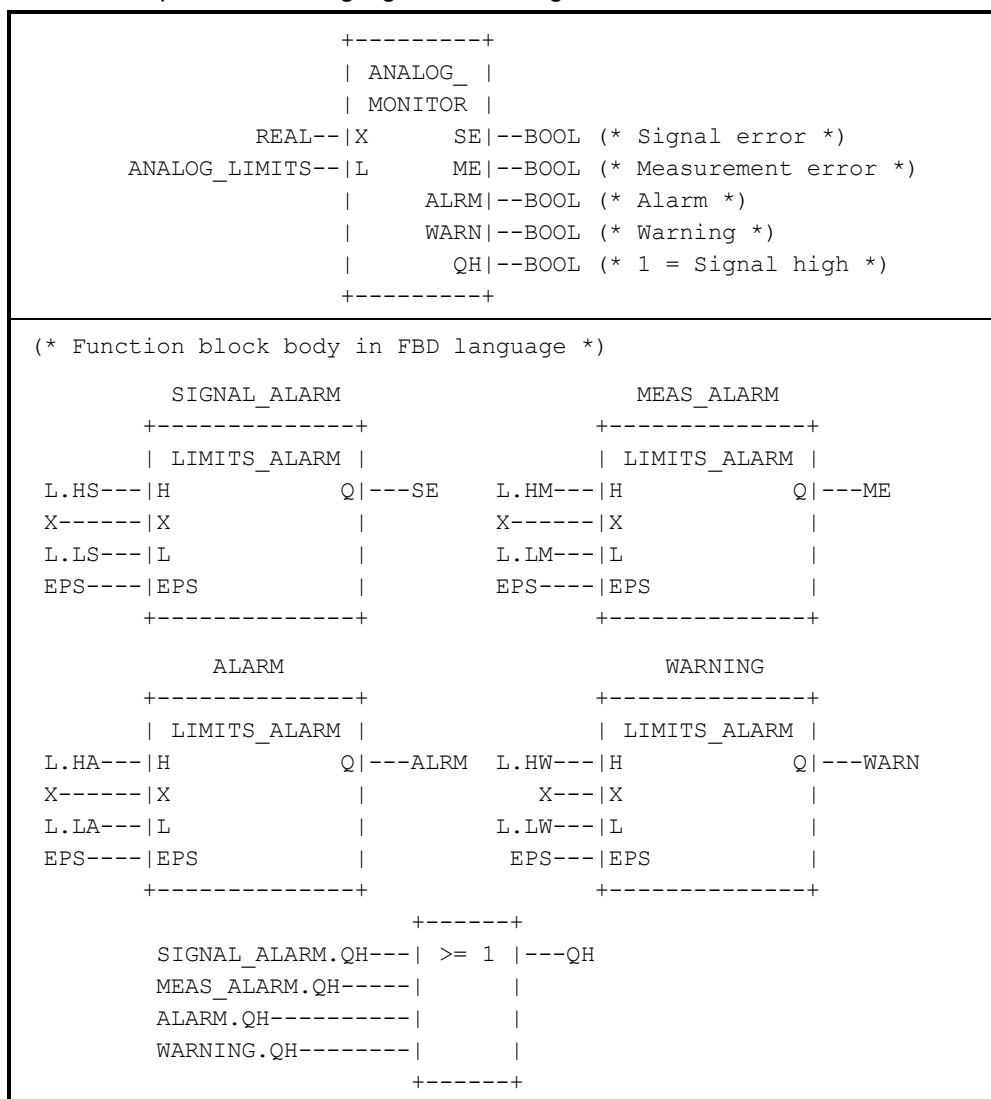 +---------+
| ANALOG_ |
| MONITOR |
REAL--|X      SE|--BOOL (* Signal error *)
ANALOG_LIMITS--|L      ME|--BOOL (* Measurement error *)
|     ALRM|--BOOL (* Alarm *)
|     WARN|--BOOL (* Warning *)
|       QH|--BOOL (* 1 = Signal high *)
+---------+
(* Function block body in FBD language *)
SIGNAL_ALARM                     MEAS_ALARM
+--------------+                +--------------+
| LIMITS_ALARM |                | LIMITS_ALARM |
L.HS---|H            Q|---SE    L.HM---|H            Q|---ME
X------|X             |         X------|X             |
L.LS---|L             |         L.LM---|L             |
EPS----|EPS           |         EPS----|EPS           |
+--------------+                +--------------+
ALARM                           WARNING
+--------------+                +--------------+
| LIMITS_ALARM |                | LIMITS_ALARM |
L.HA---|H            Q|---ALRM  L.HW---|H            Q|---WARN
X------|X             |            X---|X             |
L.LA---|L             |         L.LW---|L             |
EPS----|EPS           |          EPS---|EPS           |
+--------------+                +--------------+
+------+
SIGNAL_ALARM.QH---| >= 1 |---QH
MEAS_ALARM.QH-----|      |
ALARM.QH----------|      |
WARNING.QH--------|      |
+------+